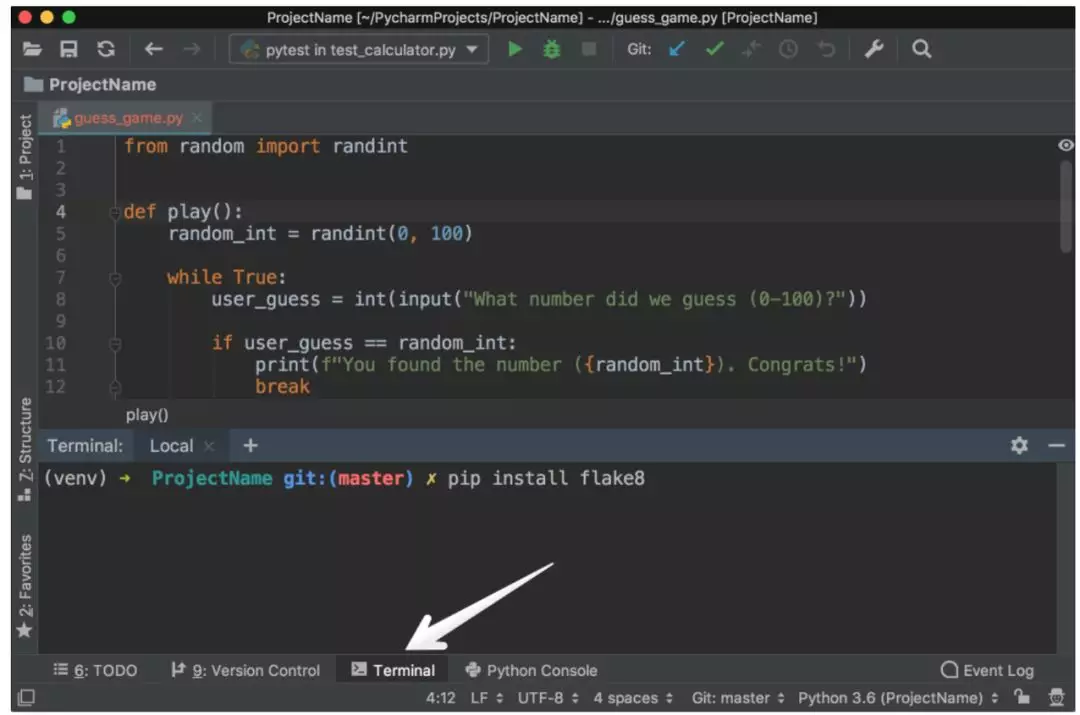 ProjectName [~/PycharmProjects/ProjectName] - .../guess_game.py [ProjectName]
pytest in test_calculator.py Git:
ProjectName
guess_game.py
1: Project
1 from random import randint
2
3
4 def play():
5 random_int = randint(0, 100)
6
7 while True:
8 user_guess = int(input("What number did we guess (0-100)?"))
9
10 if user_guess == random_int:
11 print(f"You found the number ({random_int}). Congrats!")
12 break
play()
Z: Structure
2: Favorites
Terminal: Local × +
(venv) → ProjectName git:(master) ✗ pip install flake8
6: TODO 9: Version Control Terminal Python Console Event Log
4:12 LF UTF-8 4 spaces Git: master Python 3.6 (ProjectName)